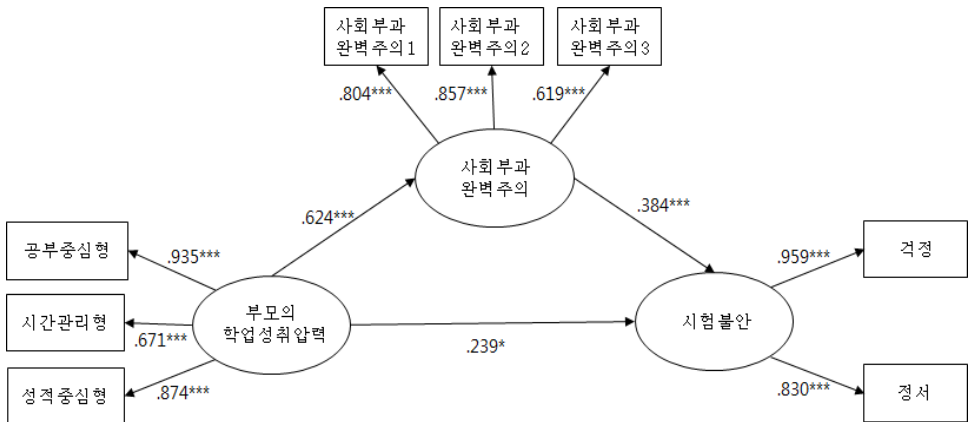 사회부과
완벽주의1
사회부과
완벽주의2
사회부과
완벽주의3
.804***
.857***
.619***
사회부과
완벽주의
.624***
.384***
공부중심형
.935***
.959***
걱정
시간관리형
.671***
부모의
학업성취압력
.239*
시험불안
성적중심형
.874***
.830***
정서